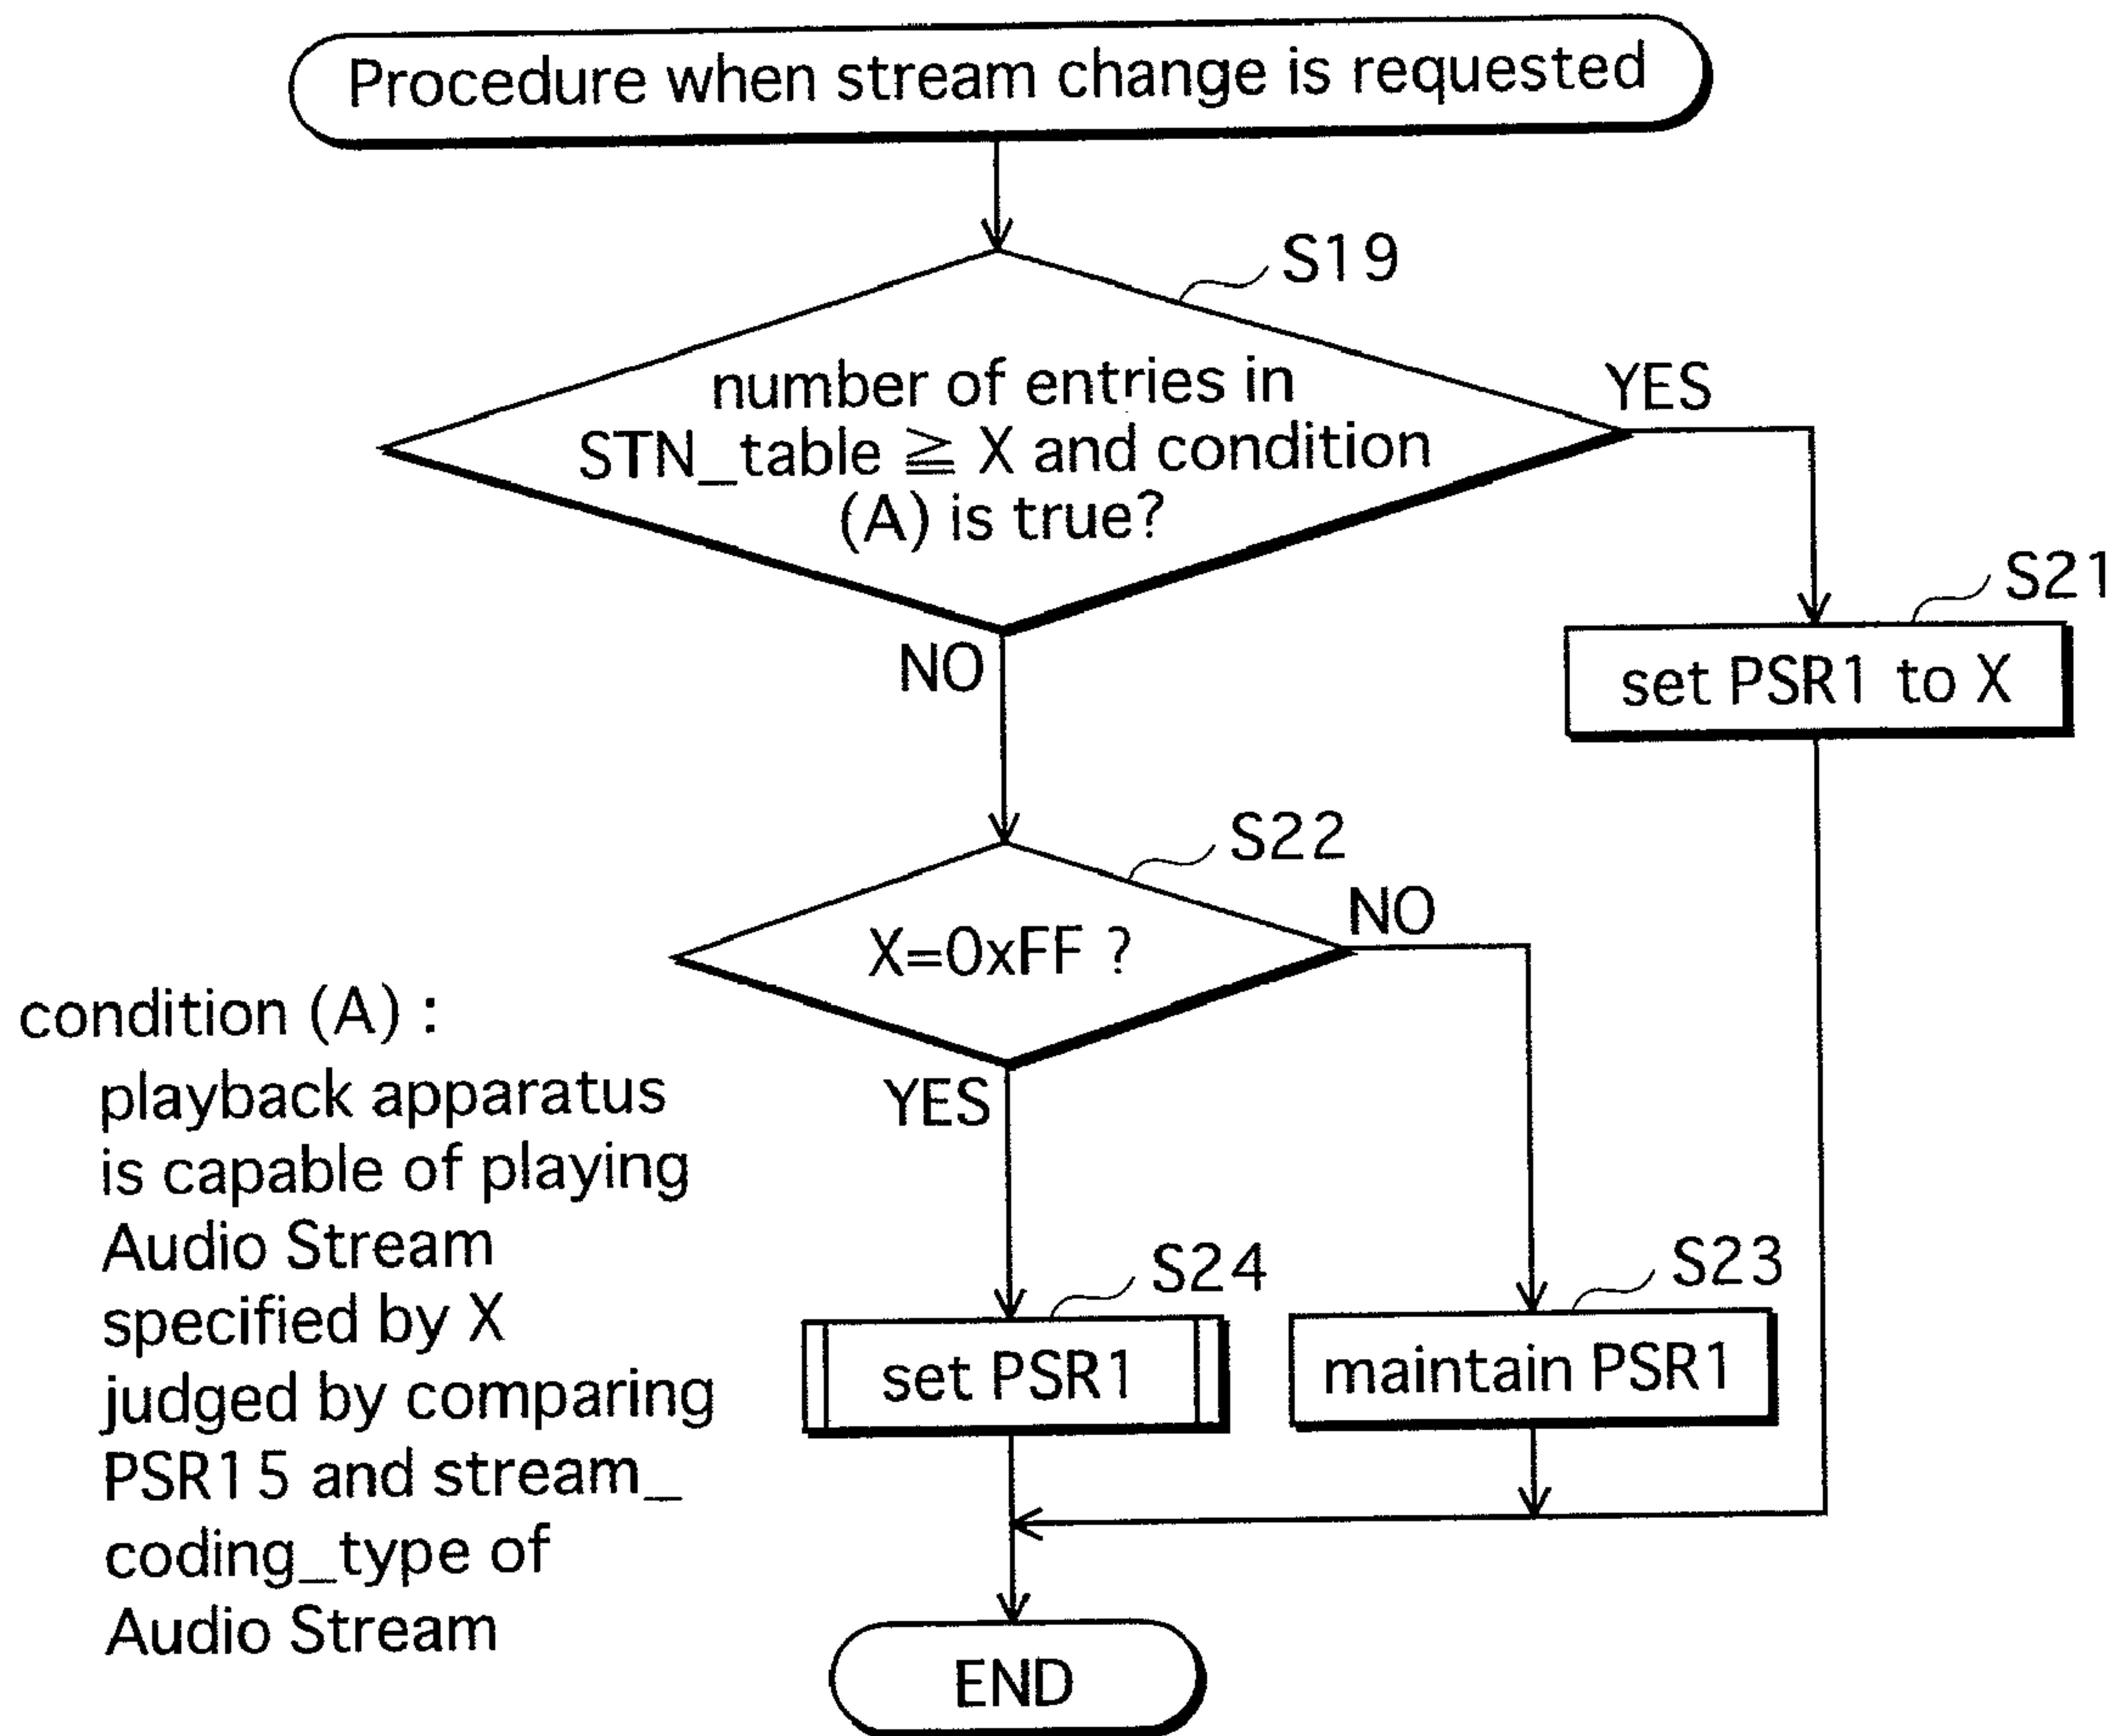 Procedure when stream change is requested
S19
number of entries in
STN_table ≧ X and condition
(A) is true?
YES
S21
set PSR1 to X
NO
S22
X=0xFF ?
NO
YES
condition (A) :
playback apparatus
is capable of playing
Audio Stream
specified by X
judged by comparing
PSR15 and stream_
coding_type of
Audio Stream
S24
set PSR1
S23
maintain PSR1
END